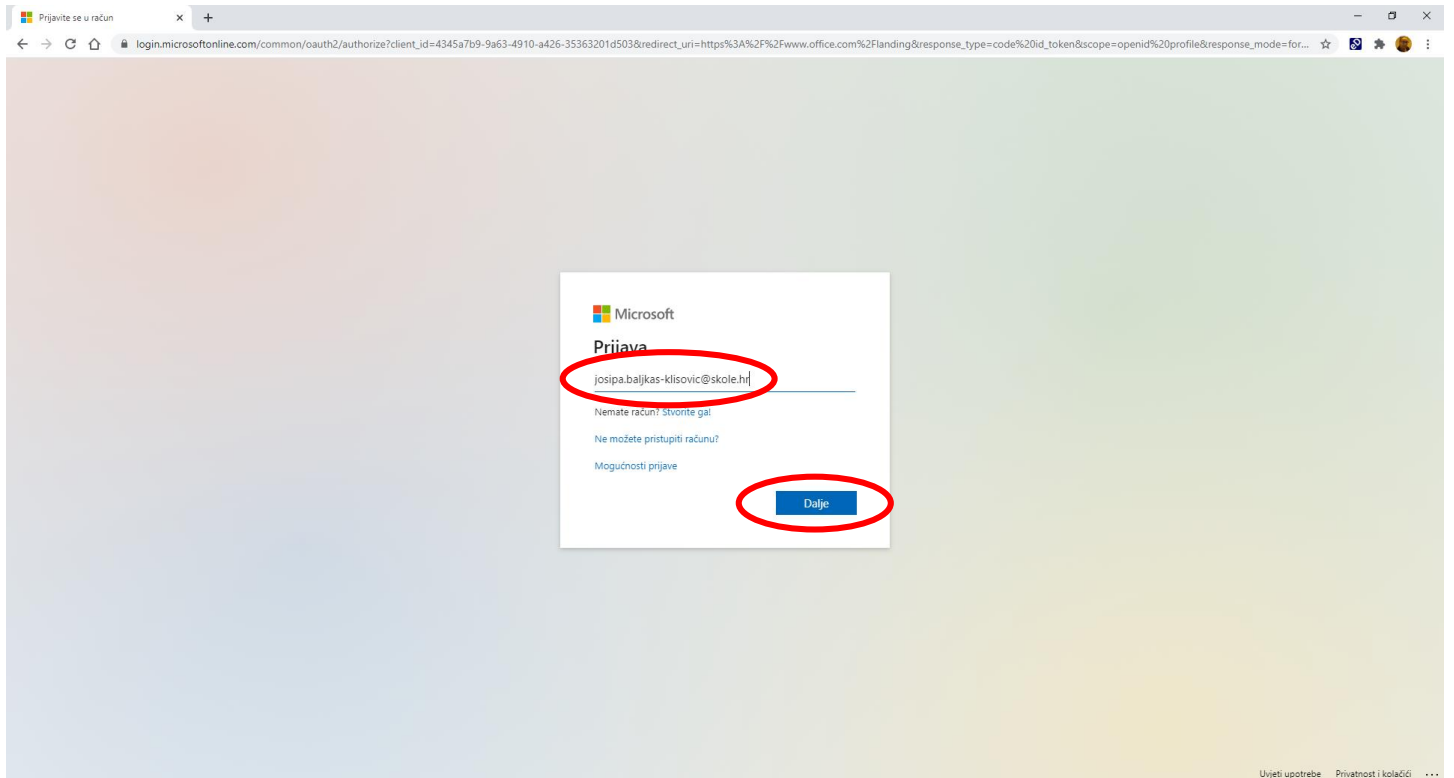 Prijavite se u račun
login.microsoftonline.com/common/oauth2/authorize?client_id=4345a7b9-9a63-4910-a426-35363201d503&redirect_uri=https%3A%2F%2Fwww.office.com%2Flanding&response_type=code%20id_token&scope=openid%20profile&response_mode=for...
Microsoft
Prijava
josipa.baljkas-klisovic@skole.hr
Nemate račun? Stvorite ga!
Ne možete pristupiti računu?
Mogućnosti prijave
Dalje
Uvjeti upotrebe Privatnost i kolačići ...